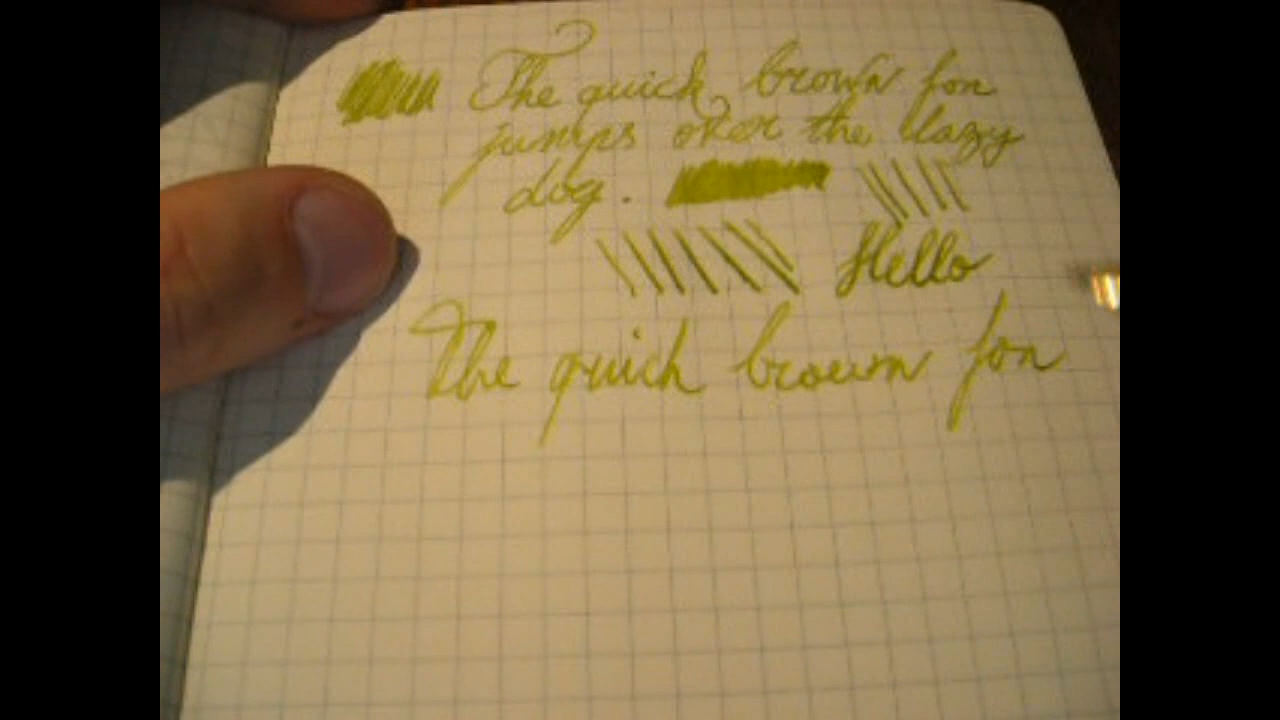 The quick brown fox
jumps over the lazy
dog.
Hello
The quick brown fox